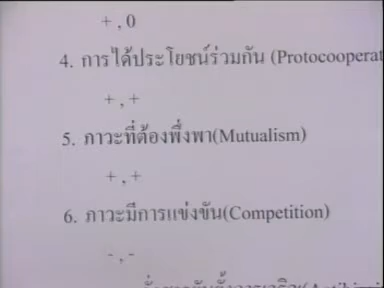 + , 0
4. การได้ประโยชน์ร่วมกัน (Protocooperat
+ , +
5. ภาวะที่ต้องพึ่งพา(Mutualism)
+ , +
6. ภาวะมีการแข่งขัน(Competition)
- , -